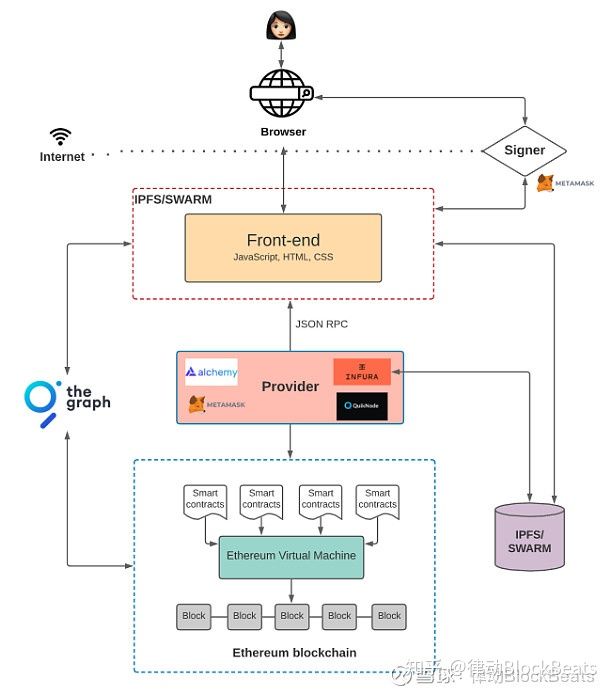 Browser
Internet
Signer
METAMASK
IPFS/SWARM
Front-end
JavaScript, HTML, CSS
JSON RPC
alchemy
INFURA
Provider
METAMASK
QuikNode
the
graph
Smart
contracts
Smart
contracts
Smart
contracts
Smart
contracts
Ethereum Virtual Machine
IPFS/
SWARM
Block
Block
Block
Block
Block
Ethereum blockchain
知乎 @律动BlockBeats
雪球·律动BlockBeats